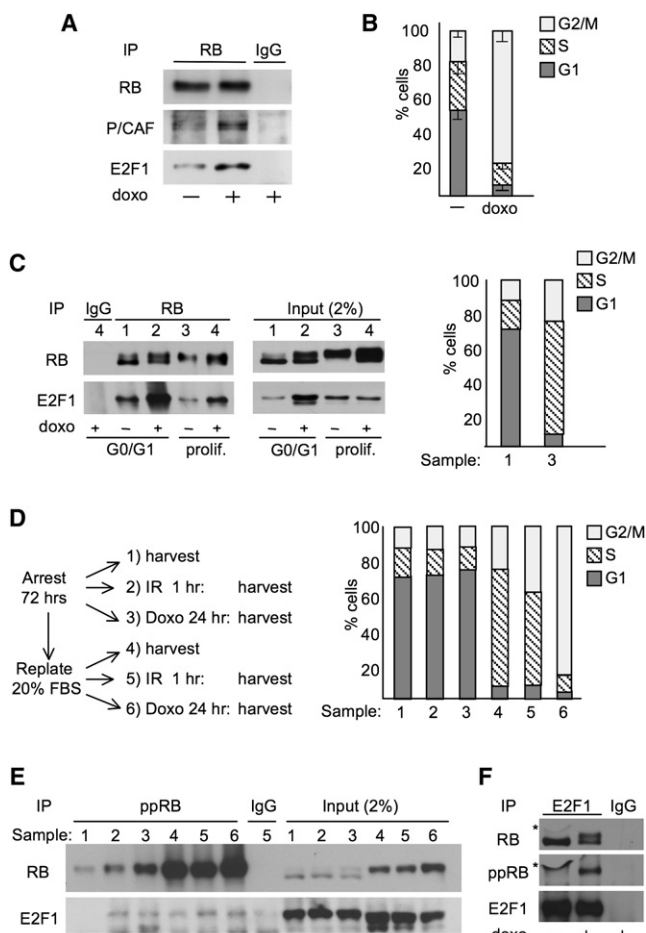 A
IP RB IgG
RB
P/CAF
E2F1
doxo — + +
B
100
80
60
40
20
% cells
— doxo
G2/M
S
G1
C
IP IgG RB Input (2%)
4 1 2 3 4 1 2 3 4
RB
E2F1
doxo + – + – + – + – +
G0/G1 prolif. G0/G1 prolif.
100
80
60
40
20
% cells
Sample: 1 3
G2/M
S
G1
D
Arrest
72 hrs
1) harvest
2) IR 1 hr: harvest
3) Doxo 24 hr: harvest
Replate
20% FBS
4) harvest
5) IR 1 hr: harvest
6) Doxo 24 hr: harvest
100
80
60
40
20
% cells
Sample: 1 2 3 4 5 6
G2/M
S
G1
E
IP ppRB IgG Input (2%)
Sample: 1 2 3 4 5 6 5 1 2 3 4 5 6
RB
E2F1
F
IP E2F1 IgG
RB *
ppRB *
E2F1